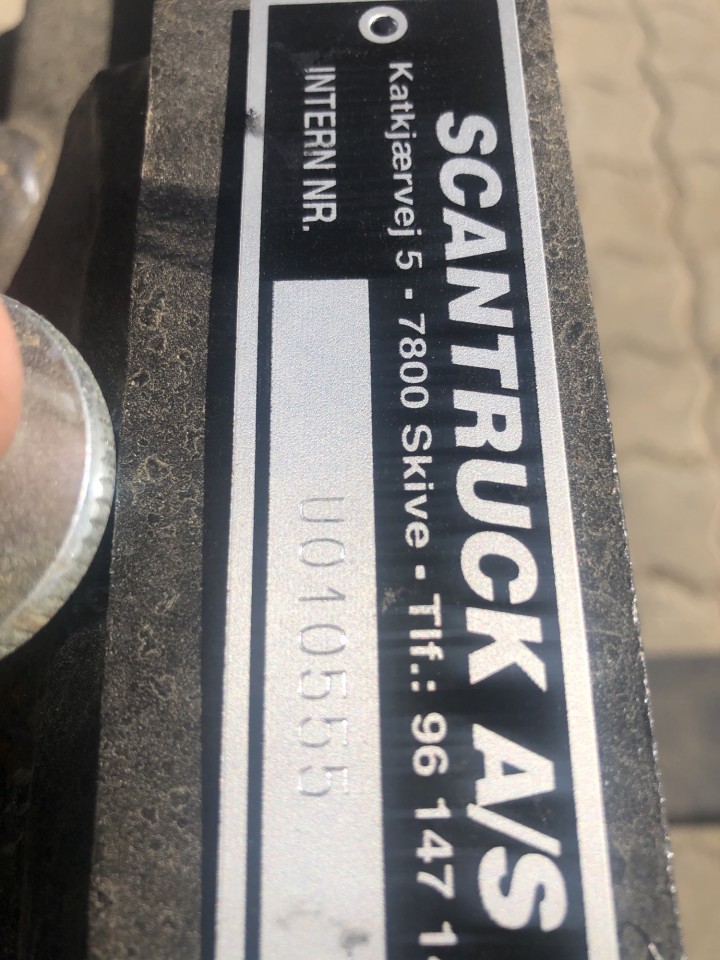 SCANTRUCK A/S
Katkjærvej 5 - 7800 Skive - Tlf.: 96 147 1
INTERN NR. U010555